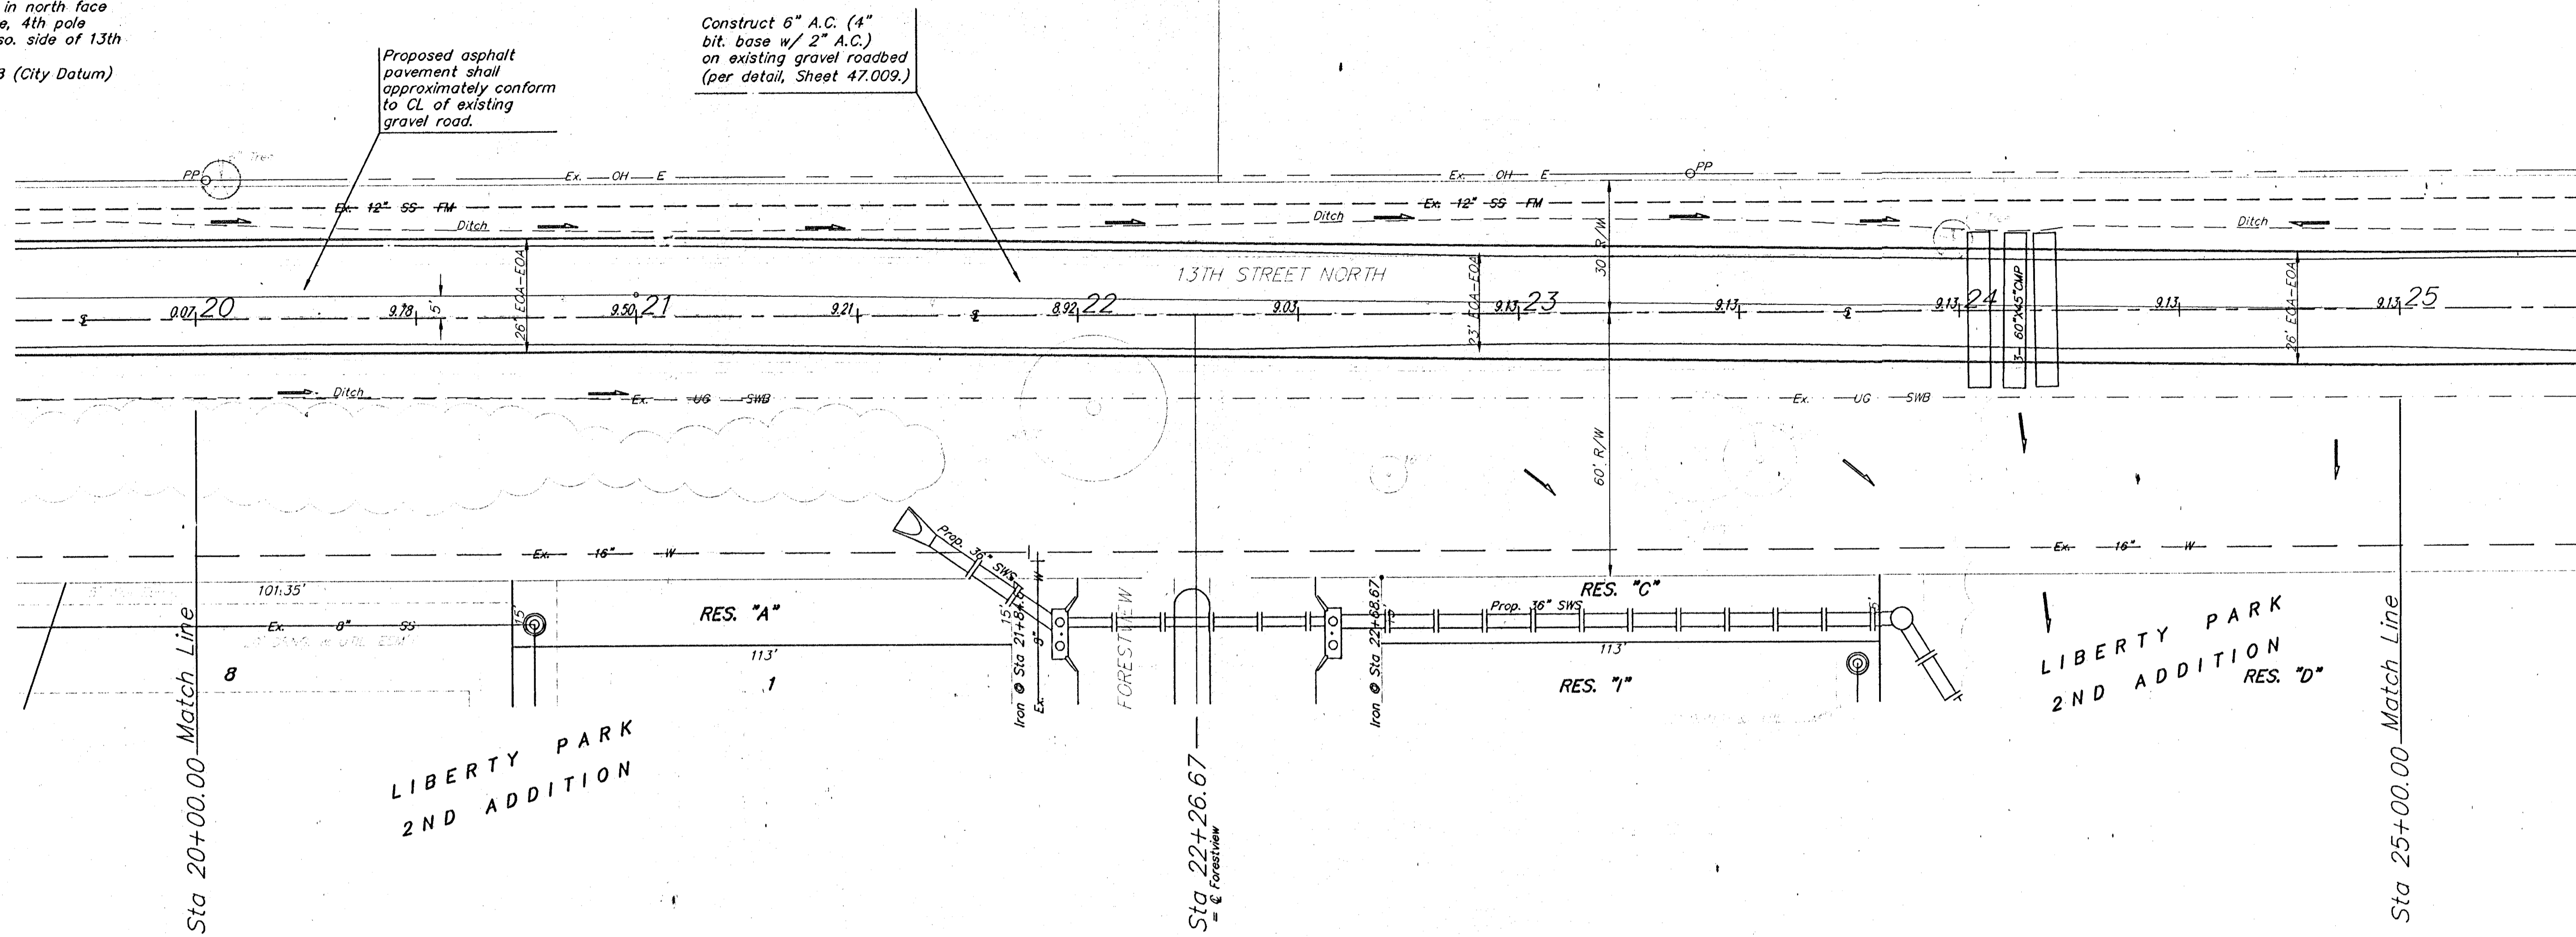 in north face
e, 4th pole
so. side of 13th
(City Datum)
Proposed asphalt
pavement shall
approximately conform
to CL of existing
gravel road.
Construct 6" A.C. (4"
bit. base w/ 2" A.C.)
on existing gravel roadbed
(per detail, Sheet 47.009.)
PP
Ex. OH E
Ex. OH E
PP
Ex. 12" SS FM
Ex. 12" SS FM
Ditch
Ditch
Ditch
30' R/W
13TH STREET NORTH
26' EOA-EOA
23' EOA-EOA
26' EOA-EOA
3- 60"X45"CMP
5'
20
9.78
9.50 21
9.21
8.92 22
9.03
9.13 23
9.13
9.13 24
9.13
9.13 25
Ditch
Ex. UG SWB
Ex. UG SWB
60' R/W
Ex. 16" W
Ex. 16" W
Prop. 36" SWS
101.35'
15'
RES. "A"
15'
RES. "C"
Prop. 36" SWS
15'
Ex. 8" SS
113'
113'
8
1
Ex. 8" W
FORESTVIEW
Iron @ Sta 22+68.67
RES. "I"
LIBERTY PARK
2ND ADDITION
RES. "D"
LIBERTY PARK
2ND ADDITION
Sta 20+00.00 Match Line
Sta 22+26.67
= ℄ Forestview
Sta 25+00.00 Match Line